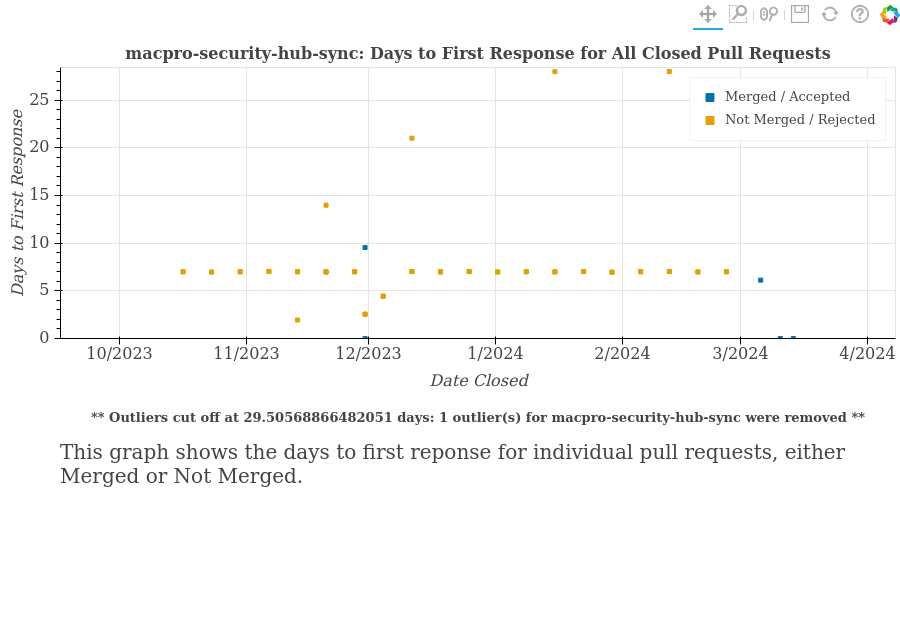 macpro-security-hub-sync: Days to First Response for All Closed Pull Requests
Merged / Accepted
Not Merged / Rejected
Days to First Response
25
20
15
10
5
0
10/2023
11/2023
12/2023
1/2024
2/2024
3/2024
4/2024
Date Closed
** Outliers cut off at 29.50568866482051 days: 1 outlier(s) for macpro-security-hub-sync were removed **
This graph shows the days to first reponse for individual pull requests, either
Merged or Not Merged.